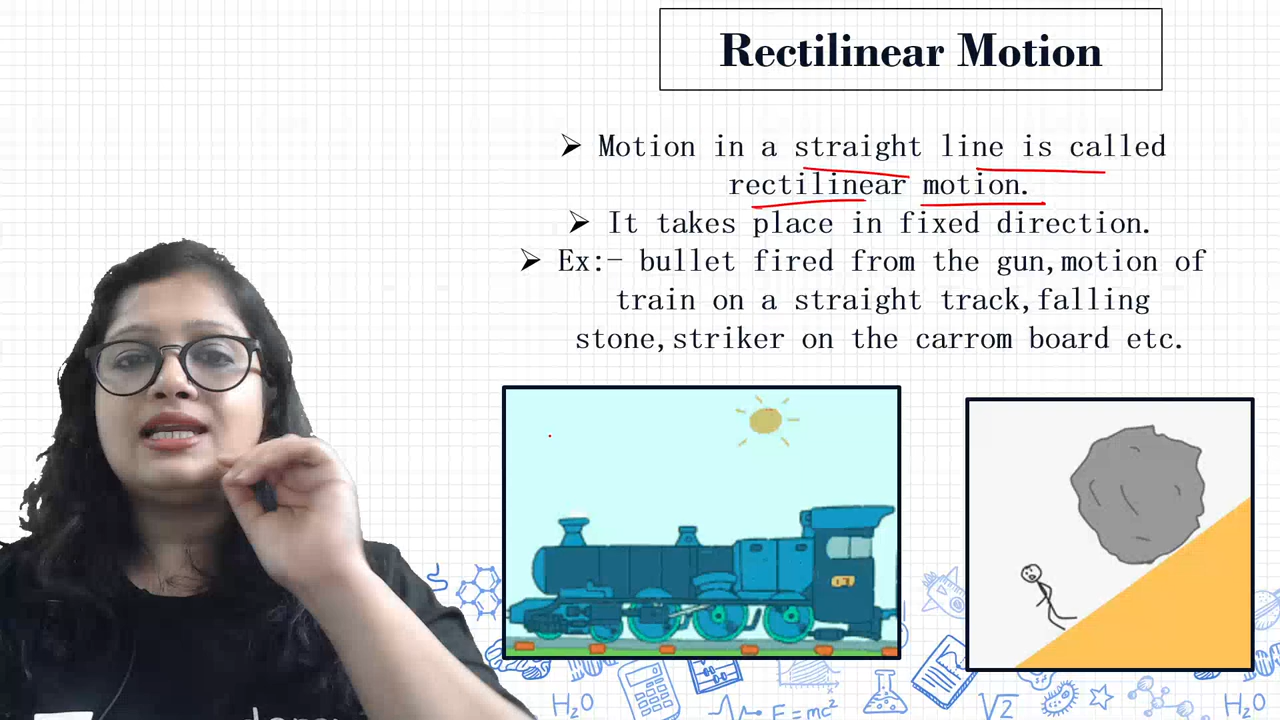 Rectilinear Motion
➤ Motion in a straight line is called
rectilinear motion.
➤ It takes place in fixed direction.
➤ Ex:- bullet fired from the gun,motion of
train on a straight track,falling
stone,striker on the carrom board etc.
H₂O
E=mc²
√2
H₂O